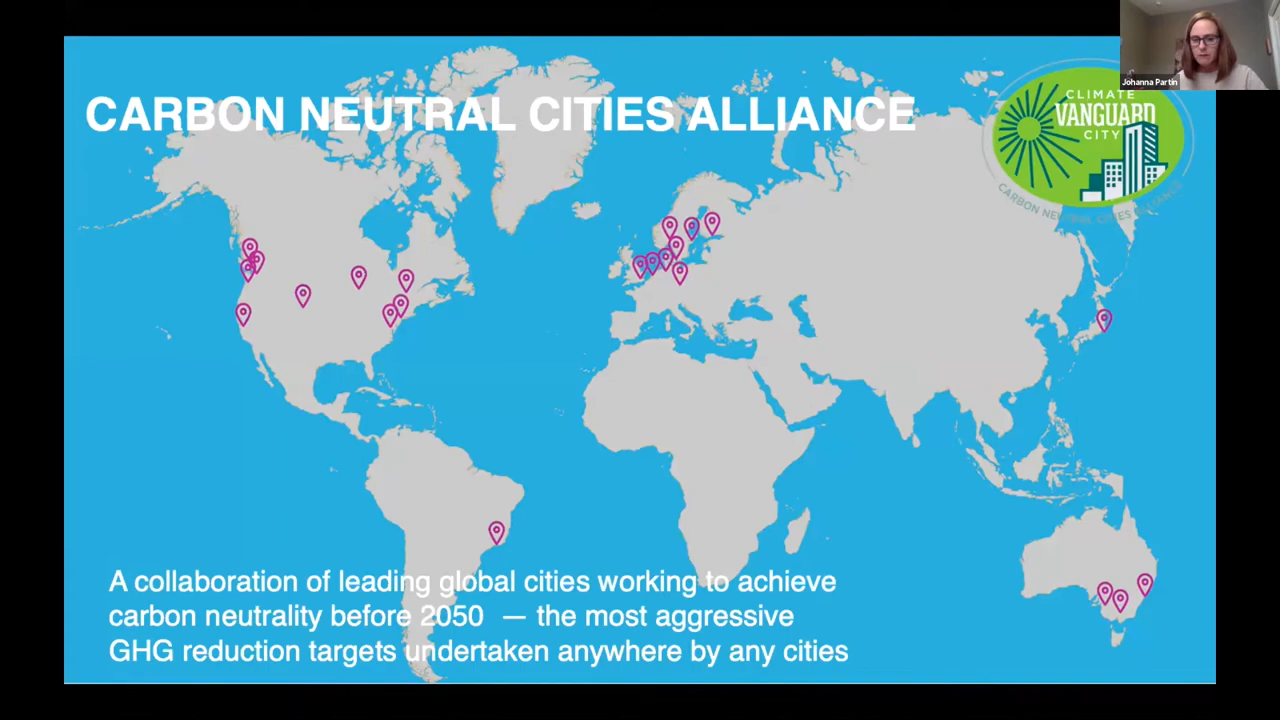 Johanna Partin
CARBON NEUTRAL CITIES ALLIANCE
CLIMATE
VANGUARD
CITY
CARBON NEUTRAL CITIES ALLIANCE
A collaboration of leading global cities working to achieve
carbon neutrality before 2050 — the most aggressive
GHG reduction targets undertaken anywhere by any cities